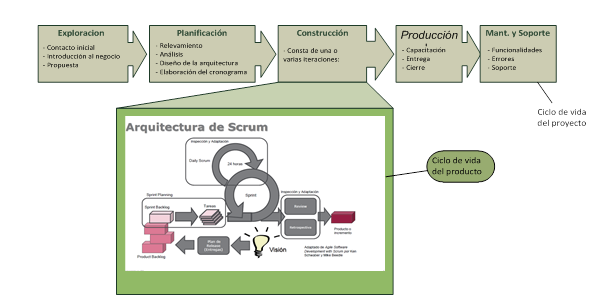 Exploracion
- Contacto inicial
- Introducción al negocio
- Propuesta
Planificación
- Relevamiento
- Análisis
- Diseño de la arquitectura
- Elaboración del cronograma
Construcción
- Consta de una o
varias iteraciones:
Producción
- Capacitación
- Entrega
- Cierre
Mant. y Soporte
- Funcionalidades
- Errores
- Soporte
Ciclo de vida
del proyecto
Ciclo de vida
del producto
Arquitectura de Scrum
Inspección y Adaptación
Daily Scrum
24 horas
Sprint
Sprint Planning
Sprint Backlog
Tareas
Inspección y Adaptación
Review
Retrospectiva
Producto o
Incremento
Product Backlog
Plan de
Release
(Entregas)
Visión
Adaptado de Agile Software
Development with Scrum por Ken
Schwaber y Mike Beedle